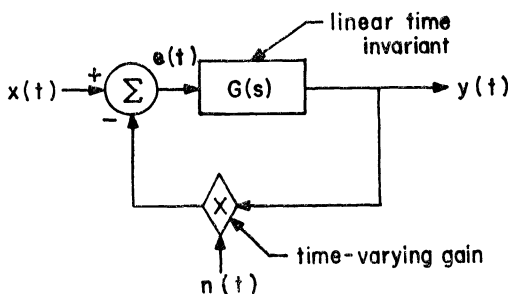 linear time
invariant
e(t)
x(t)
+
Σ
G(s)
y(t)
-
X
time-varying gain
n(t)